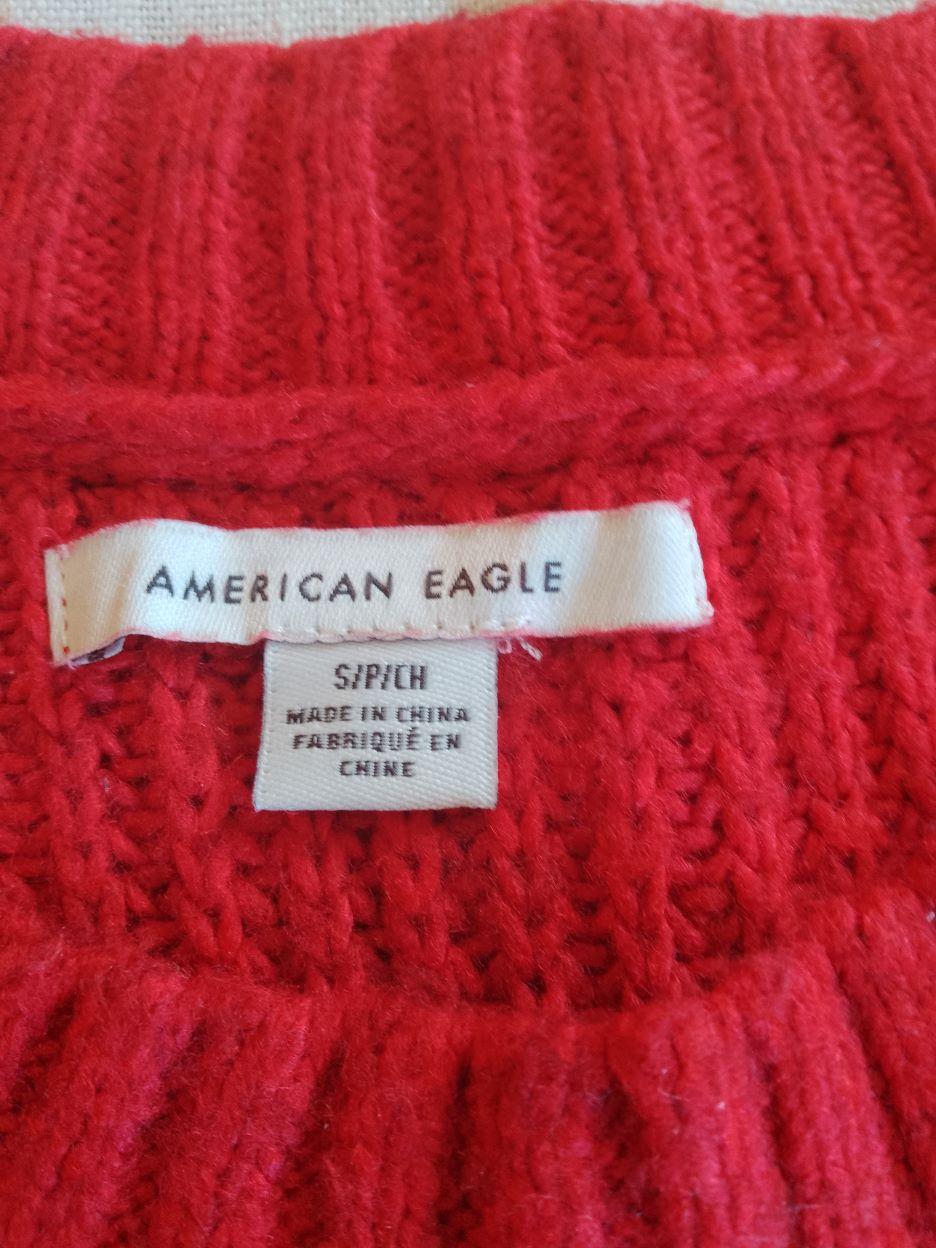 AMERICAN EAGLE
S/P/CH
MADE IN CHINA
FABRIQUÉ EN
CHINE